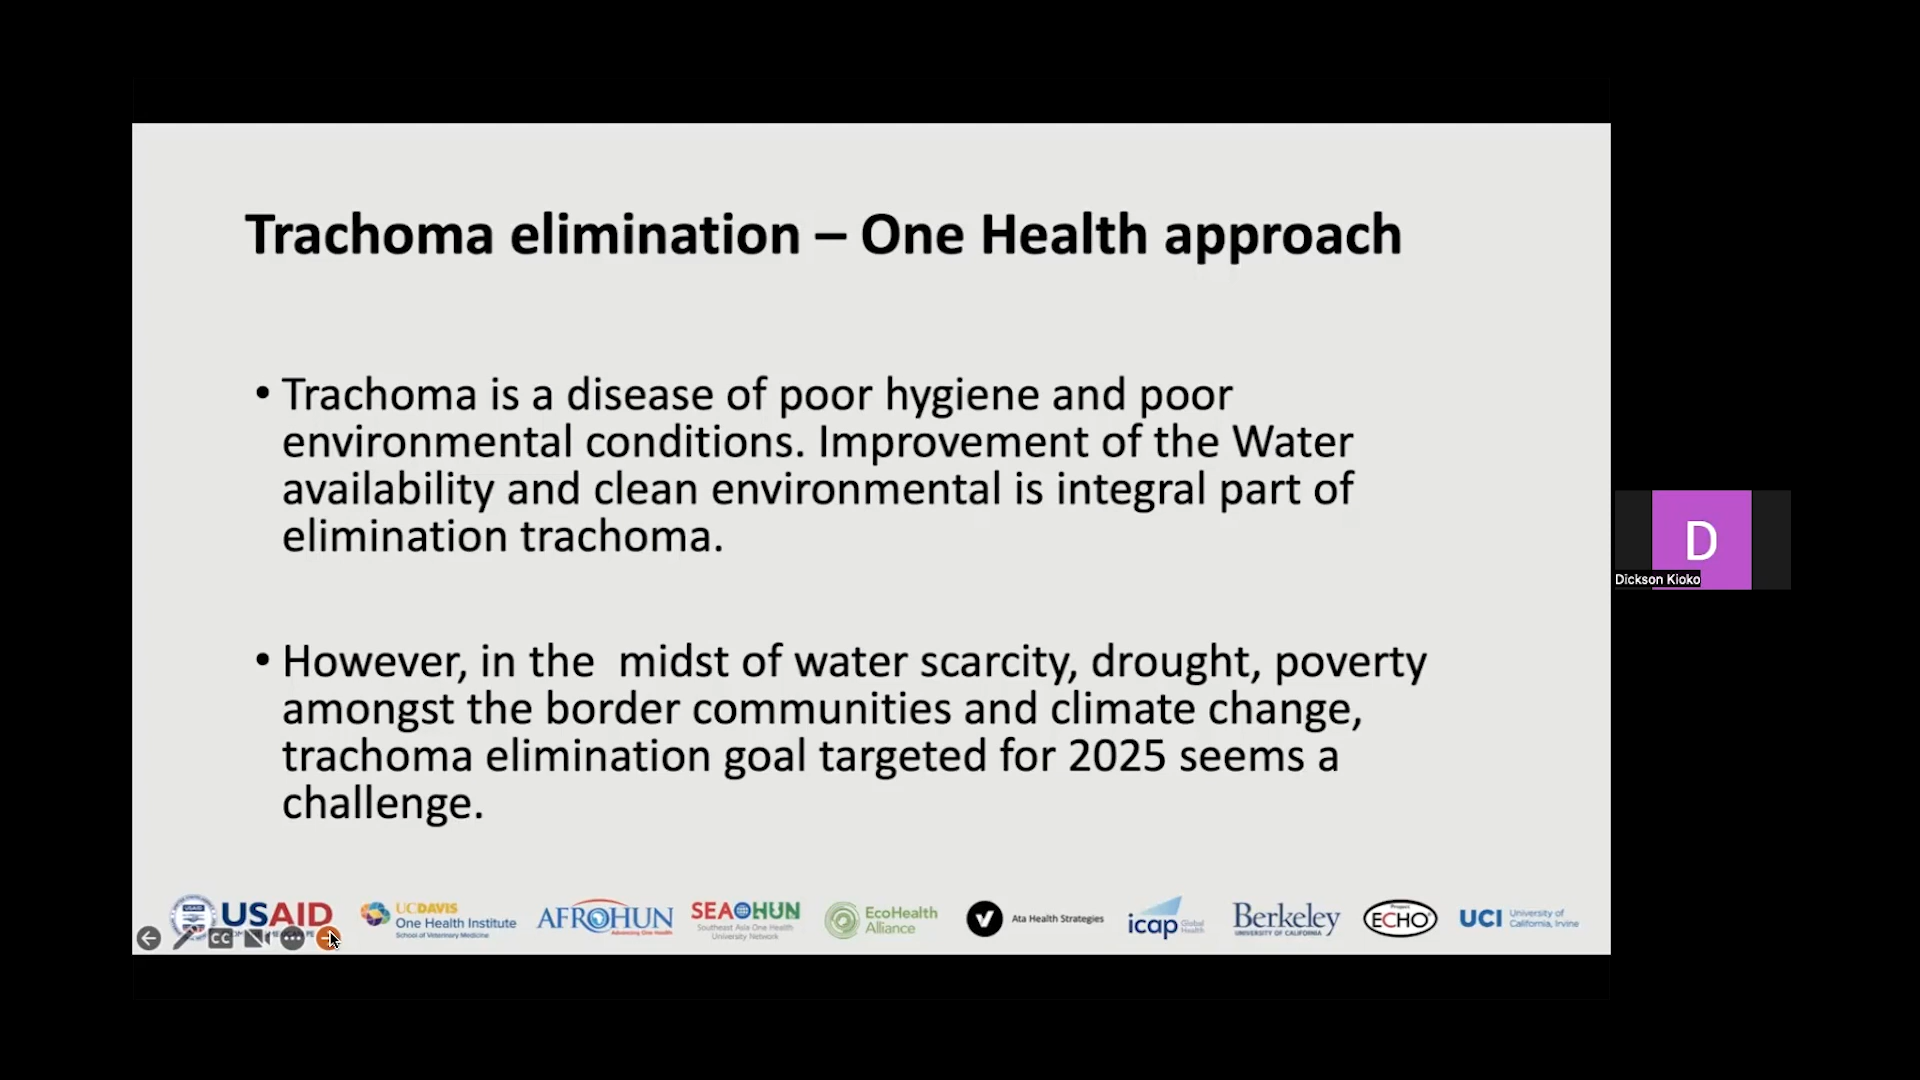 Trachoma elimination – One Health approach
• Trachoma is a disease of poor hygiene and poor
environmental conditions. Improvement of the Water
availability and clean environmental is integral part of
elimination trachoma.
• However, in the  midst of water scarcity, drought, poverty
amongst the border communities and climate change,
trachoma elimination goal targeted for 2025 seems a
challenge.
D
Dickson Kioko
USAID
UCDAVIS
One Health Institute
School of Veterinary Medicine
AFROHUN
Advancing One Health
SEAOHUN
Southeast Asia One Health
University Network
EcoHealth
Alliance
Ata Health Strategies
icap Global
Health
Berkeley
UNIVERSITY OF CALIFORNIA
Project
ECHO
UCI University of
California, Irvine
CC